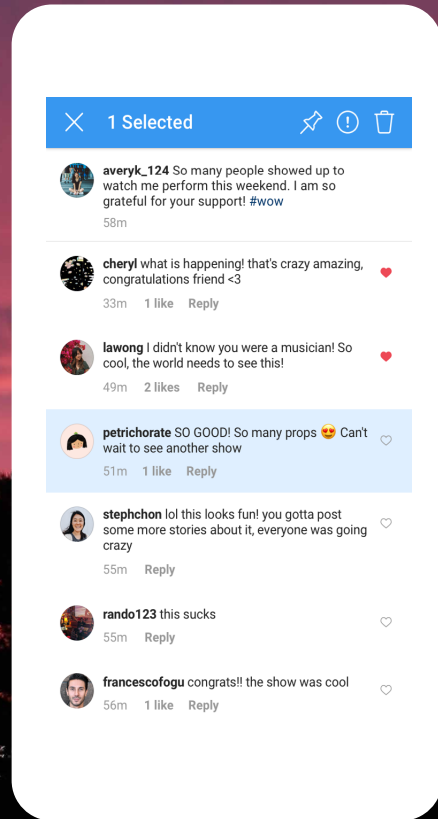 1 Selected
averyk_124 So many people showed up to
watch me perform this weekend. I am so
grateful for your support! #wow
58m
cheryl what is happening! that's crazy amazing,
congratulations friend <3
33m 1 like Reply
lawong I didn't know you were a musician! So
cool, the world needs to see this!
49m 2 likes Reply
petrichorate SO GOOD! So many props 😍 Can't
wait to see another show
51m 1 like Reply
stephchon lol this looks fun! you gotta post
some more stories about it, everyone was going
crazy
55m Reply
rando123 this sucks
55m Reply
francescofogu congrats!! the show was cool
56m 1 like Reply